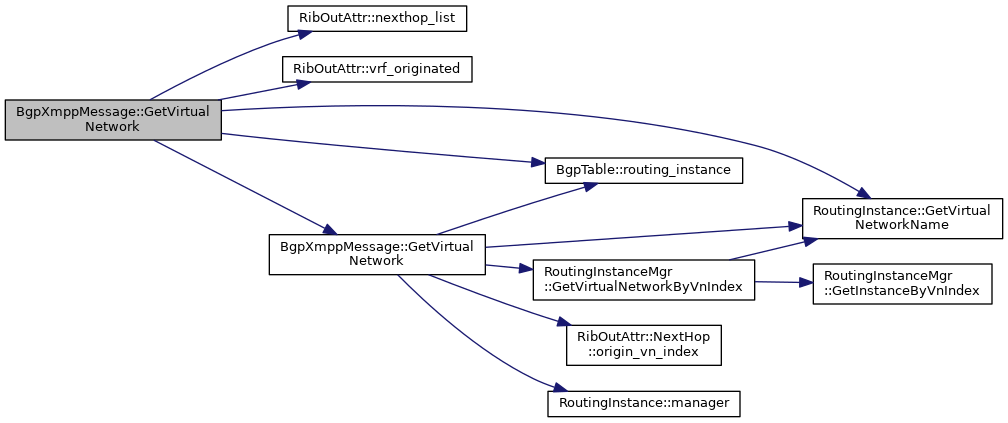 RibOutAttr::nexthop_list
RibOutAttr::vrf_originated
BgpXmppMessage::GetVirtual
Network
BgpTable::routing_instance
RoutingInstance::GetVirtual
NetworkName
BgpXmppMessage::GetVirtual
Network
RoutingInstanceMgr
::GetVirtualNetworkByVnIndex
RoutingInstanceMgr
::GetInstanceByVnIndex
RibOutAttr::NextHop
::origin_vn_index
RoutingInstance::manager